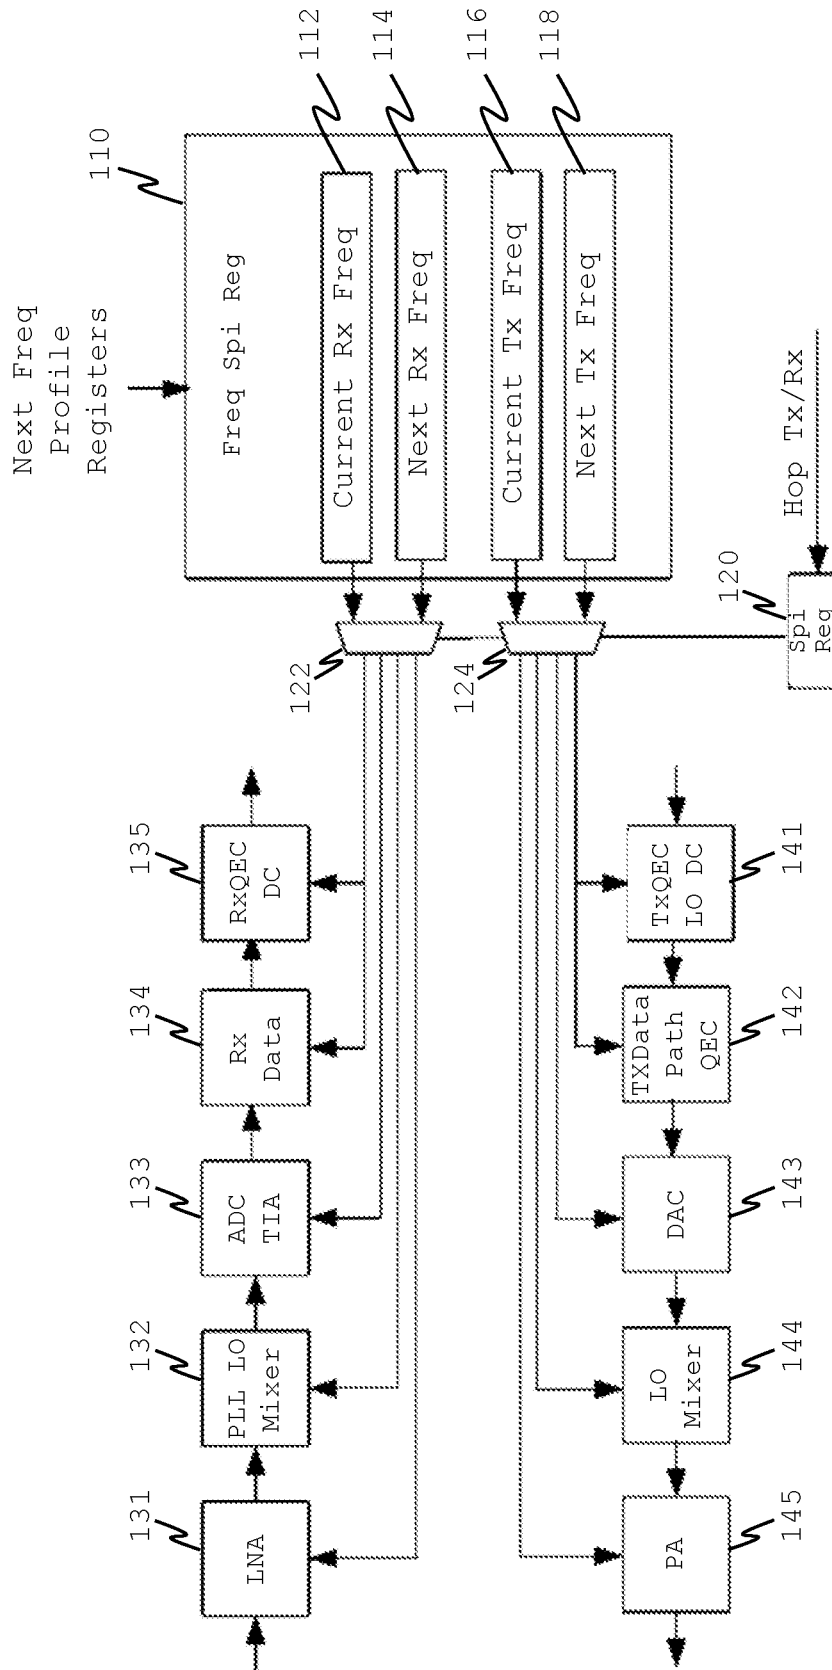 131
132
133
134
135
LNA
PLL LO
Mixer
ADC
TIA
Rx
Data
RxQEC
DC
122
124
PA
LO
Mixer
DAC
TXData
Path
QEC
TxQEC
LO DC
145
144
143
142
141
Next Freq
Profile
Registers
110
Freq Spi Reg
Current Rx Freq
112
Next Rx Freq
114
Current Tx Freq
116
Next Tx Freq
118
120
Spi
Req
Hop Tx/Rx